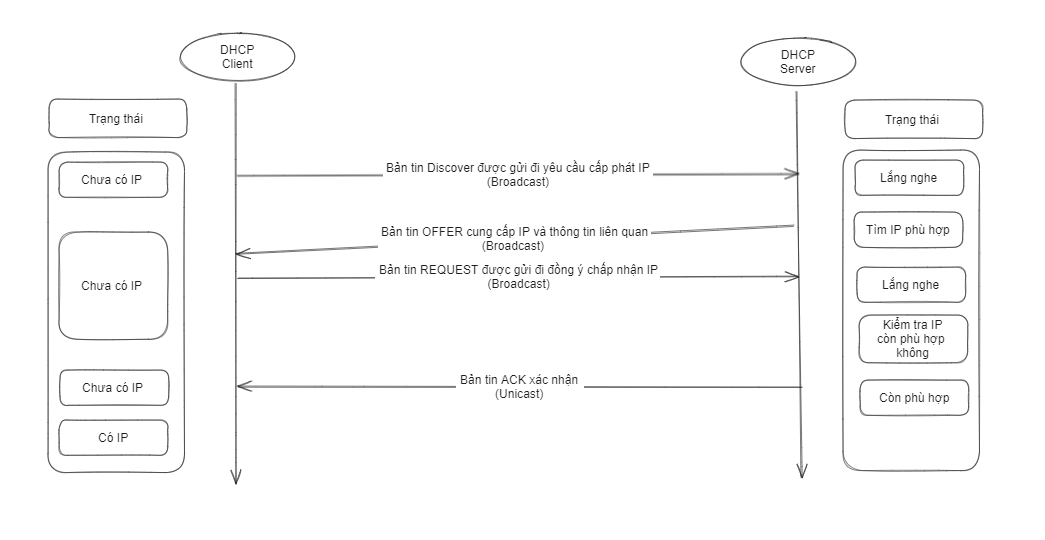 DHCP
Client
DHCP
Server
Trạng thái
Trạng thái
Chưa có IP
Bản tin Discover được gửi đi yêu cầu cấp phát IP
(Broadcast)
Lắng nghe
Chưa có IP
Bản tin OFFER cung cấp IP và thông tin liên quan
(Broadcast)
Tìm IP phù hợp
Bản tin REQUEST được gửi đi đồng ý chấp nhận IP
(Broadcast)
Lắng nghe
Kiểm tra IP
còn phù hợp
không
Chưa có IP
Bản tin ACK xác nhận
(Unicast)
Còn phù hợp
Có IP